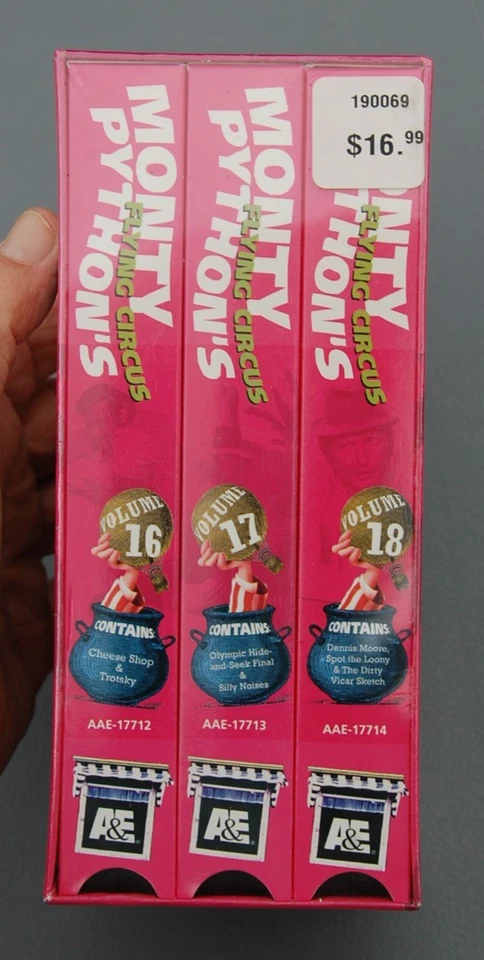 MONTY
PYTHON'S
FLYING CIRCUS
VOLUME
16
CONTAINS:
Cheese Shop
&
Trotsky
AAE-17712
A&E
MONTY
PYTHON'S
FLYING CIRCUS
VOLUME
17
CONTAINS:
Olympic Hide-
and-Seek Final
&
Silly Noises
AAE-17713
A&E
190069
$16.99
NTY
THON'S
FLYING CIRCUS
VOLUME
18
CONTAINS:
Dennis Moore,
Spot the Loony
& The Dirty
Vicar Sketch
AAE-17714
A&E